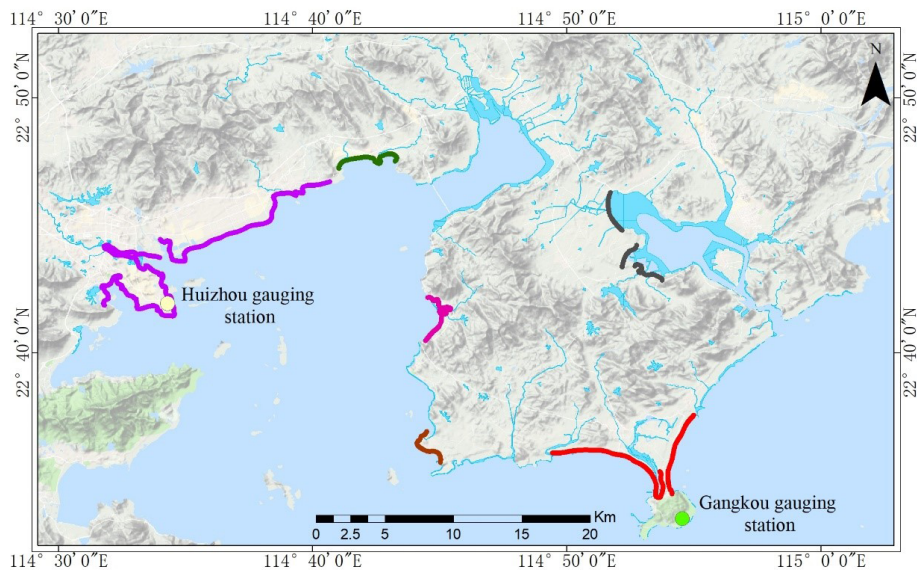 114° 30′0″E
114° 40′0″E
114° 50′0″E
115° 0′0″E
N
22° 50′0″N
22° 50′0″N
Huizhou gauging
station
22° 40′0″N
22° 40′0″N
Gangkou gauging
station
Km
0 2.5 5 10 15 20
114° 30′0″E
114° 40′0″E
114° 50′0″E
115° 0′0″E